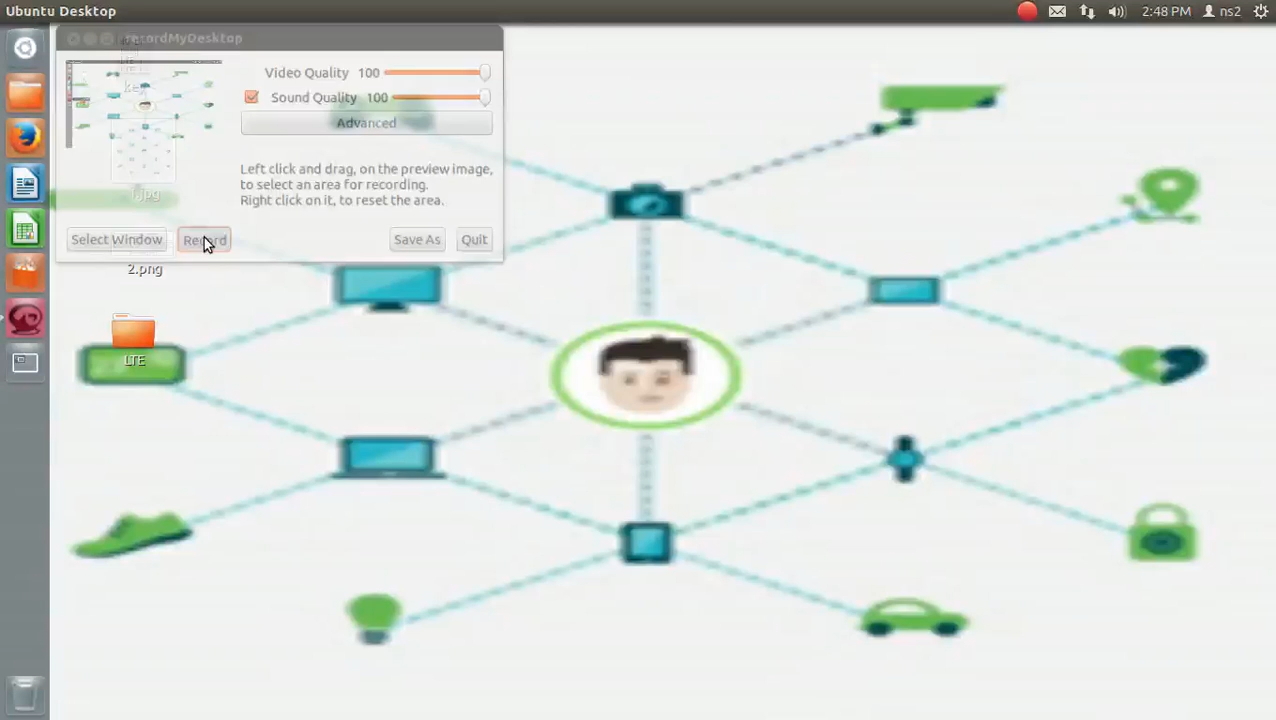 Ubuntu Desktop
2:48 PM
ns2
recordMyDesktop
Video Quality 100
Sound Quality 100
Advanced
Left click and drag, on the preview image,
to select an area for recording.
Right click on it, to reset the area.
Select Window
Record
Save As
Quit
2.png
LTE